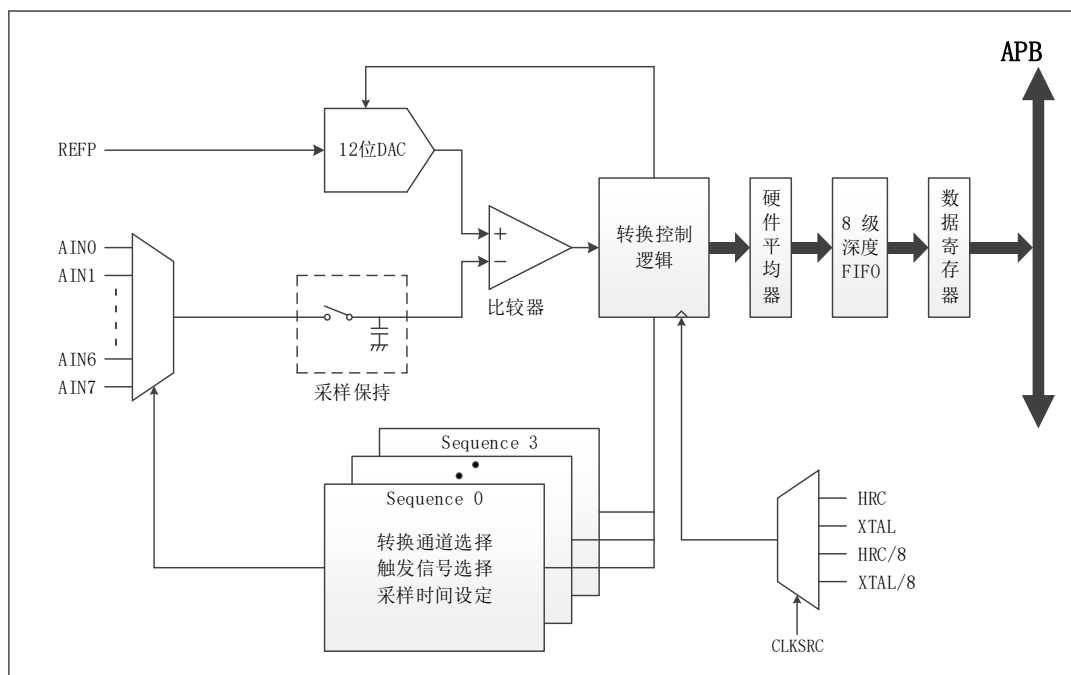 APB
REFP
12位DAC
AIN0
AIN1
AIN6
AIN7
采样保持
+
−
比较器
转换控制
逻辑
硬
件
平
均
器
8 级
深度
FIFO
数
据
寄
存
器
Sequence 3
Sequence 0
转换通道选择
触发信号选择
采样时间设定
HRC
XTAL
HRC/8
XTAL/8
CLKSRC